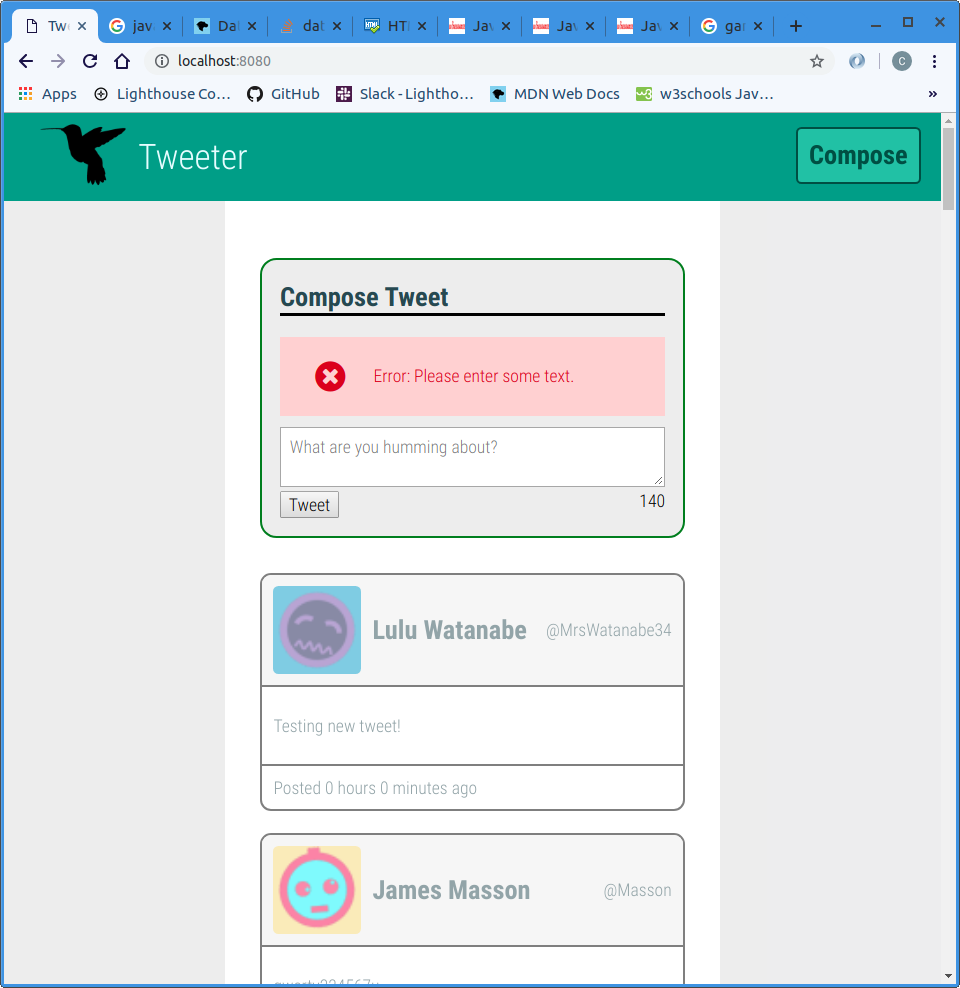 Tw
jav
Dat
dat
HT
Jav
Jav
Jav
gar
localhost:8080
C
Apps
Lighthouse Co...
GitHub
Slack - Lightho...
MDN Web Docs
w3schools Jav...
»
Tweeter
Compose
Compose Tweet
Error: Please enter some text.
What are you humming about?
Tweet
140
Lulu Watanabe
@MrsWatanabe34
Testing new tweet!
Posted 0 hours 0 minutes ago
James Masson
@Masson